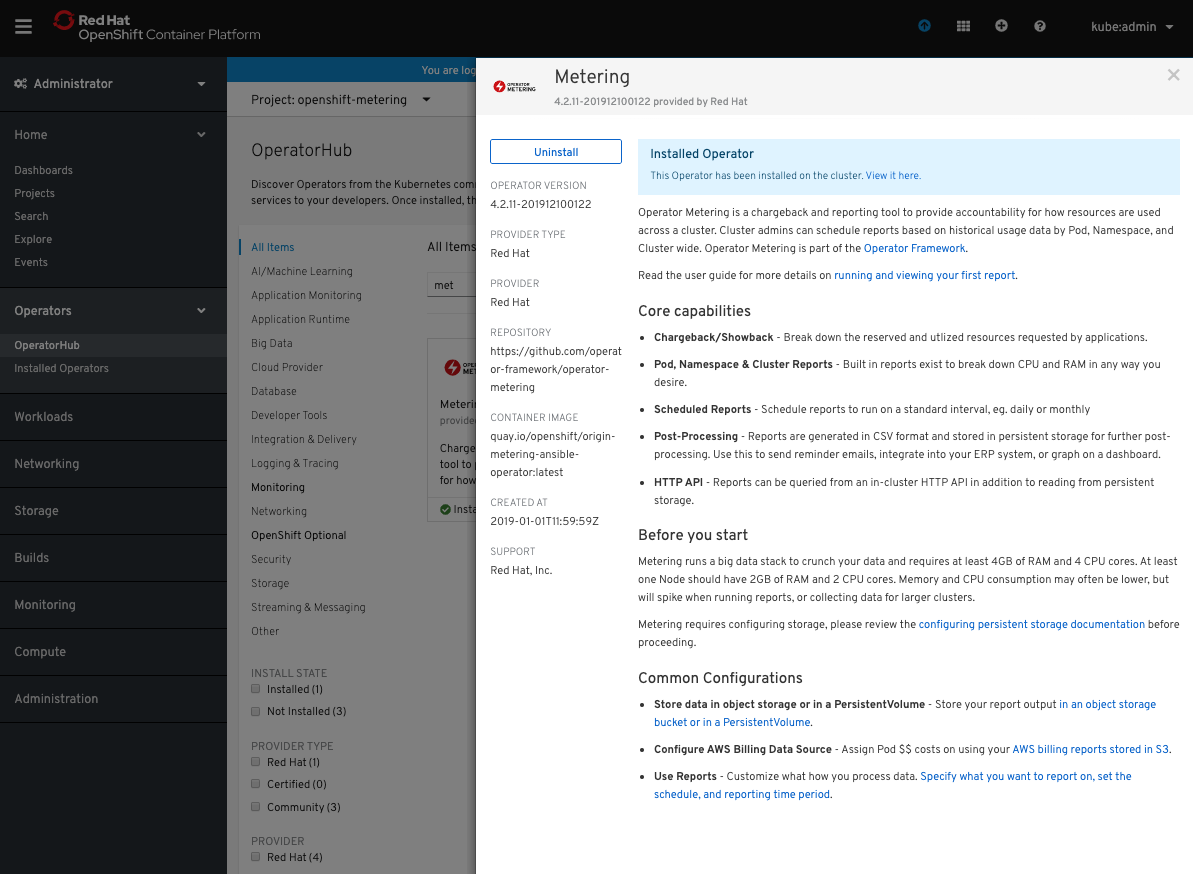 Red Hat
OpenShift Container Platform
kube:admin
Administrator
Home
Dashboards
Projects
Search
Explore
Events
Operators
OperatorHub
Installed Operators
Workloads
Networking
Storage
Builds
Monitoring
Compute
Administration
You are log
Project: openshift-metering
OperatorHub
Discover Operators from the Kubernetes com
services to your developers. Once installed, th
All Items
AI/Machine Learning
Application Monitoring
Application Runtime
Big Data
Cloud Provider
Database
Developer Tools
Integration & Delivery
Logging & Tracing
Monitoring
Networking
OpenShift Optional
Security
Storage
Streaming & Messaging
Other
INSTALL STATE
Installed (1)
Not Installed (3)
PROVIDER TYPE
Red Hat (1)
Certified (0)
Community (3)
PROVIDER
Red Hat (4)
All Items
met
Meterin
provided
Charge
tool to p
for how
Insta
OPERATOR
METERING
Metering
4.2.11-201912100122 provided by Red Hat
Uninstall
OPERATOR VERSION
4.2.11-201912100122
PROVIDER TYPE
Red Hat
PROVIDER
Red Hat
REPOSITORY
https://github.com/operat
or-framework/operator-
metering
CONTAINER IMAGE
quay.io/openshift/origin-
metering-ansible-
operator:latest
CREATED AT
2019-01-01T11:59:59Z
SUPPORT
Red Hat, Inc.
Installed Operator
This Operator has been installed on the cluster. View it here.
Operator Metering is a chargeback and reporting tool to provide accountability for how resources are used
across a cluster. Cluster admins can schedule reports based on historical usage data by Pod, Namespace, and
Cluster wide. Operator Metering is part of the Operator Framework.
Read the user guide for more details on running and viewing your first report.
Core capabilities
• Chargeback/Showback - Break down the reserved and utlized resources requested by applications.
• Pod, Namespace & Cluster Reports - Built in reports exist to break down CPU and RAM in any way you
desire.
• Scheduled Reports - Schedule reports to run on a standard interval, eg. daily or monthly
• Post-Processing - Reports are generated in CSV format and stored in persistent storage for further post-
processing. Use this to send reminder emails, integrate into your ERP system, or graph on a dashboard.
• HTTP API - Reports can be queried from an in-cluster HTTP API in addition to reading from persistent
storage.
Before you start
Metering runs a big data stack to crunch your data and requires at least 4GB of RAM and 4 CPU cores. At least
one Node should have 2GB of RAM and 2 CPU cores. Memory and CPU consumption may often be lower, but
will spike when running reports, or collecting data for larger clusters.
Metering requires configuring storage, please review the configuring persistent storage documentation before
proceeding.
Common Configurations
• Store data in object storage or in a PersistentVolume - Store your report output in an object storage
bucket or in a PersistentVolume.
• Configure AWS Billing Data Source - Assign Pod $$ costs on using your AWS billing reports stored in S3.
• Use Reports - Customize what how you process data. Specify what you want to report on, set the
schedule, and reporting time period.